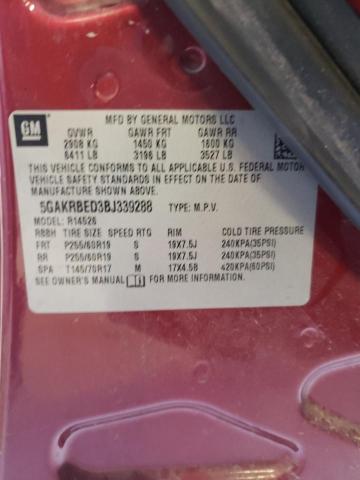 GM
MFD BY GENERAL MOTORS LLC
GVWR GAWR FRT GAWR RR
2908 KG 1450 KG 1600 KG
6411 LB 3196 LB 3527 LB
THIS VEHICLE CONFORMS TO ALL APPLICABLE U.S. FEDERAL MOTOR
VEHICLE SAFETY STANDARDS IN EFFECT ON THE DATE OF
MANUFACTURE SHOWN ABOVE.
5GAKRBED3BJ339288 TYPE: M.P.V.
MODEL: R14526
RBBH TIRE SIZE SPEED RTG RIM COLD TIRE PRESSURE
FRT P255/60R19 S 19X7.5J 240KPA(35PSI)
RR P255/60R19 S 19X7.5J 240KPA(35PSI)
SPA T145/70R17 M 17X4.5B 420KPA(60PSI)
SEE OWNER'S MANUAL FOR MORE INFORMATION.